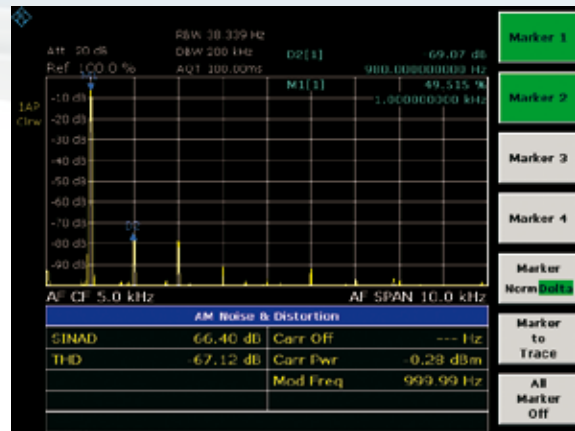 RBW 38.339 Hz
Att 20 dB DBW 200 kHz D2[1] 69.07 dB
Ref 100.0 % AQT 100.00ms 980.000000000 Hz
M1[1] 49.515 %
1.000000000 kHz
1AP
Clrw
-10 dB
-20 dB
-30 dB
-40 dB
-50 dB
-60 dB
-70 dB
D2
-80 dB
-90 dB
AF CF 5.0 kHz AF SPAN 10.0 kHz
AM Noise & Distortion
SINAD 66.40 dB Carr Off --- Hz
THD -67.12 dB Carr Pwr -0.28 dBm
Mod Freq 999.99 Hz
Marker 1
Marker 2
Marker 3
Marker 4
Marker
Norm Delta
Marker
to
Trace
All
Marker
Off